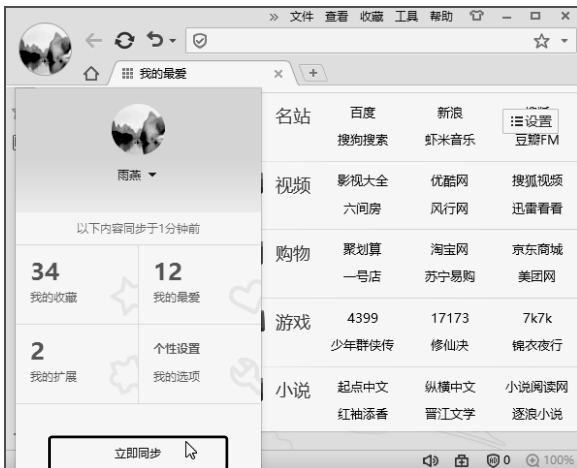 » 文件 查看 收藏 工具 帮助
我的最爱
雨燕
以下内容同步于1分钟前
34 12
我的收藏 我的最爱
2 个性设置
我的扩展 我的选项
立即同步
名站 百度 新浪
设置
搜狗搜索 虾米音乐 豆瓣FM
视频 影视大全 优酷网 搜狐视频
六间房 风行网 迅雷看看
购物 聚划算 淘宝网 京东商城
一号店 苏宁易购 美团网
游戏 4399 17173 7k7k
少年群侠传 修仙决 锦衣夜行
小说 起点中文 纵横中文 小说阅读网
红袖添香 晋江文学 逐浪小说
0 100%